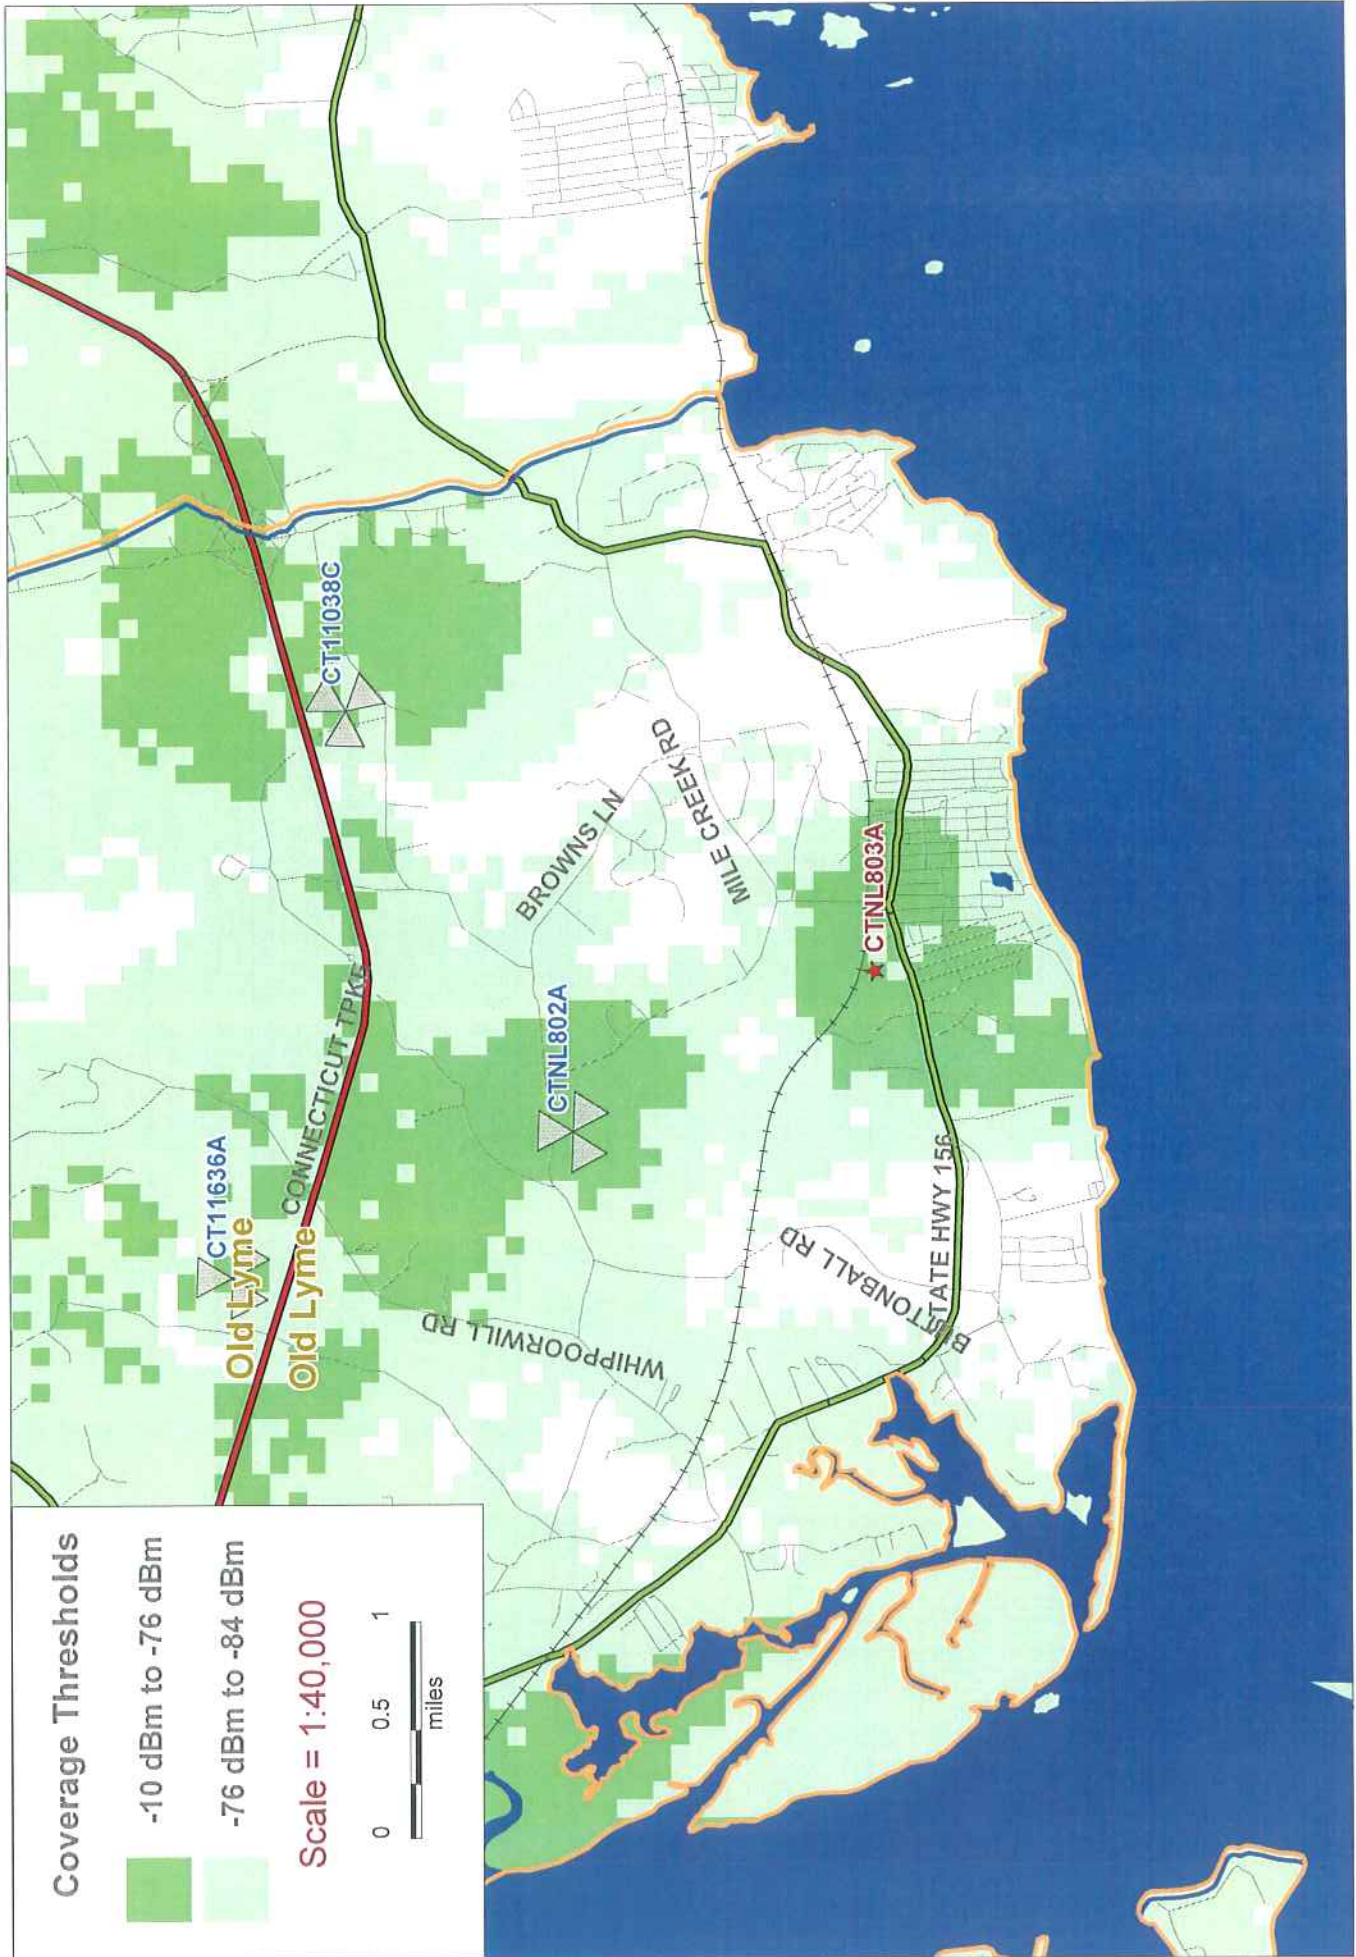 Coverage Thresholds
-10 dBm to -76 dBm
-76 dBm to -84 dBm
Scale = 1:40,000
0 0.5 1
miles
CT11636A
Old Lyme
Old Lyme
CONNECTICUT TPKE
CT11038C
CTNL802A
BROWNS LN
MILE CREEK RD
WHIPPOORWILL RD
CTNL803A
BUTTONBALL RD
STATE HWY 156